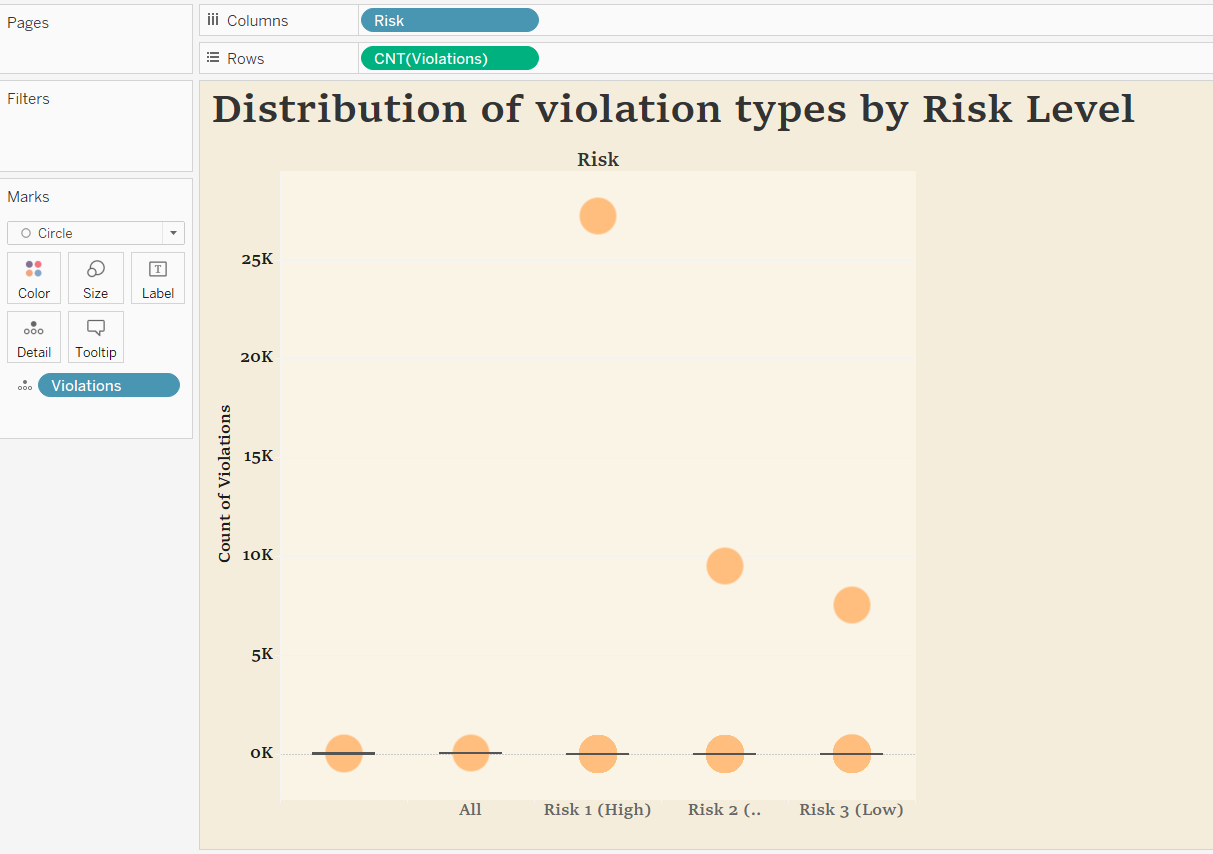 Pages
Columns
Risk
Rows
CNT(Violations)
Filters
Marks
Circle
Color
Size
Label
Detail
Tooltip
Violations
Distribution of violation types by Risk Level
Risk
Count of Violations
25K
20K
15K
10K
5K
0K
All
Risk 1 (High)
Risk 2 (..
Risk 3 (Low)